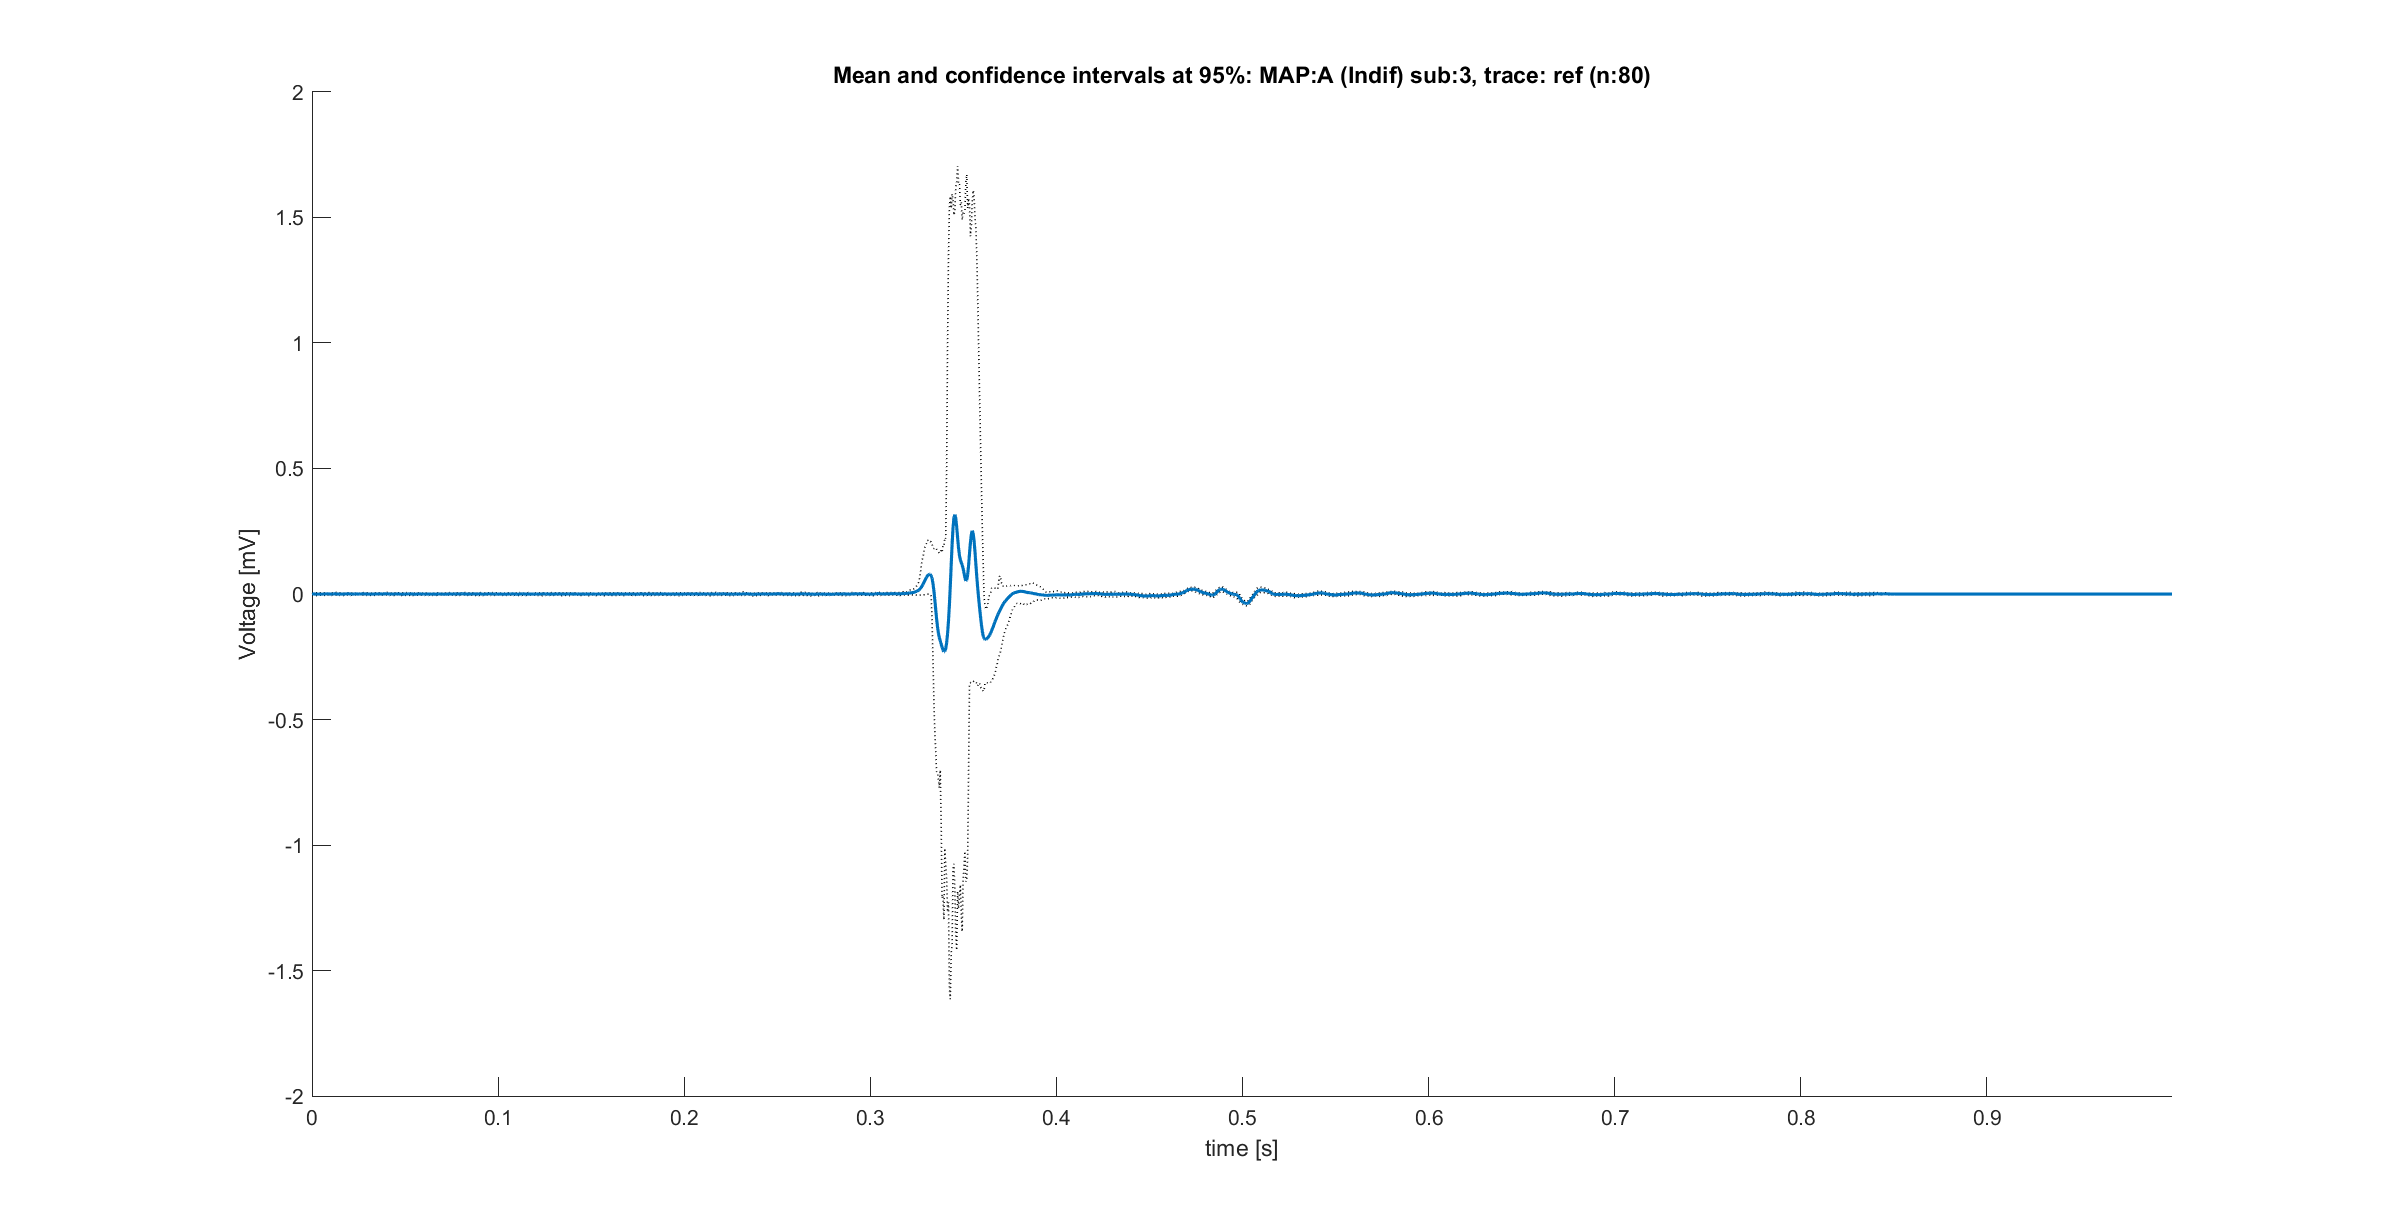 Mean and confidence intervals at 95%: MAP:A (Indif) sub:3, trace: ref (n:80)
2
1.5
1
0.5
0
-0.5
-1
-1.5
-2
Voltage [mV]
0 0.1 0.2 0.3 0.4 0.5 0.6 0.7 0.8 0.9
time [s]